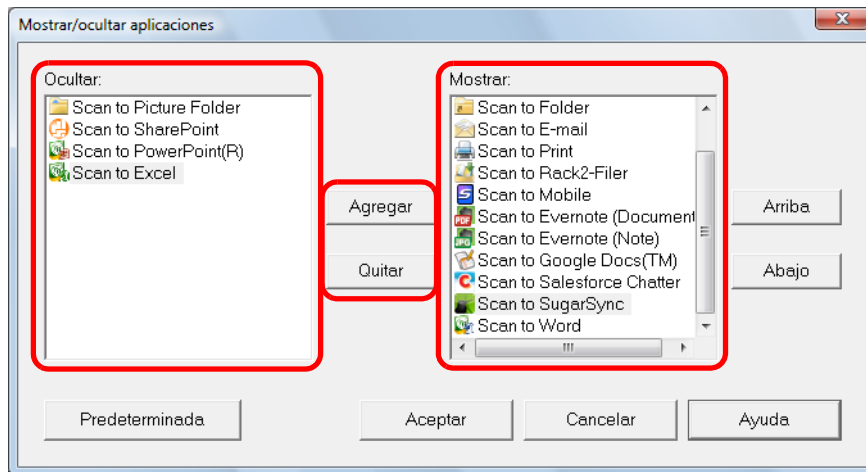 Mostrar/ocultar aplicaciones
Ocultar:
Scan to Picture Folder
Scan to SharePoint
Scan to PowerPoint(R)
Scan to Excel
Agregar
Quitar
Mostrar:
Scan to Folder
Scan to E-mail
Scan to Print
Scan to Rack2-Filer
Scan to Mobile
Scan to Evernote (Document
Scan to Evernote (Note)
Scan to Google Docs(TM)
Scan to Salesforce Chatter
Scan to SugarSync
Scan to Word
Arriba
Abajo
Predeterminada
Aceptar
Cancelar
Ayuda